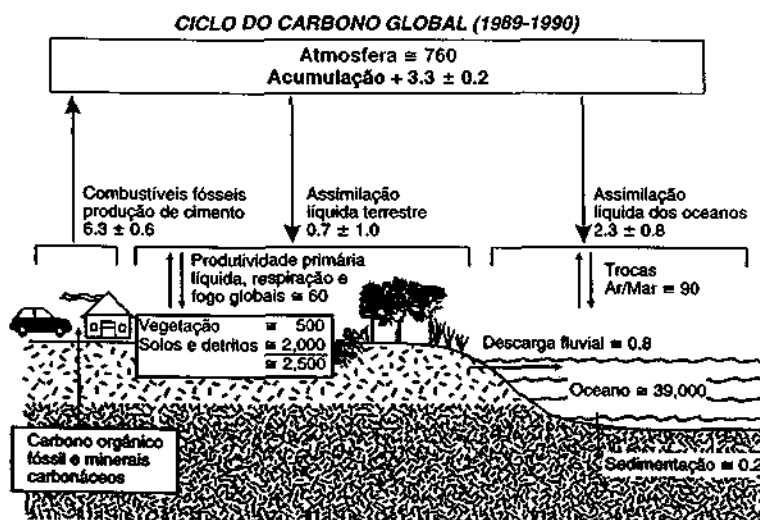 CICLO DO CARBONO GLOBAL (1989-1990)
Atmosfera ≅ 760
Acumulação + 3.3 ± 0.2
Combustíveis fósseis
produção de cimento
6.3 ± 0.6
Assimilação
líquida terrestre
0.7 ± 1.0
Assimilação
líquida dos oceanos
2.3 ± 0.8
Produtividade primária
líquida, respiração e
fogo globais ≅ 60
Trocas
Ar/Mar ≅ 90
Vegetação ≅ 500
Solos e detritos ≅ 2,000
≅ 2,500
Descarga fluvial ≅ 0.8
Oceano ≅ 39,000
Carbono orgânico
fóssil e minerais
carbonáceos
Sedimentação ≅ 0.2